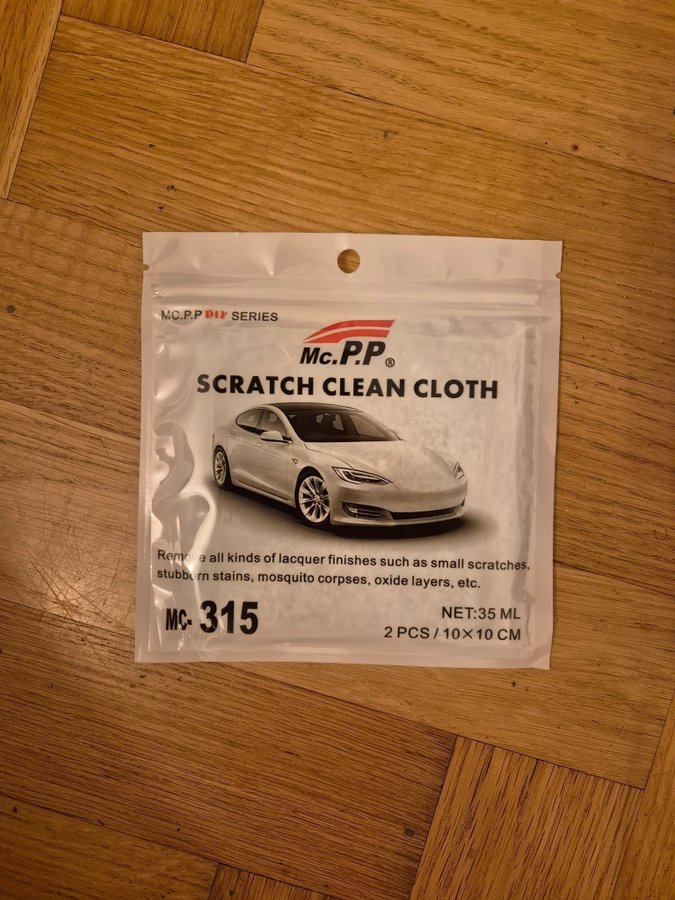 MC.P.P DIY SERIES
Mc.P.P®
SCRATCH CLEAN CLOTH
Remove all kinds of lacquer finishes such as small scratches,
stubborn stains, mosquito corpses, oxide layers, etc.
MC-315
NET:35 ML
2 PCS / 10×10 CM